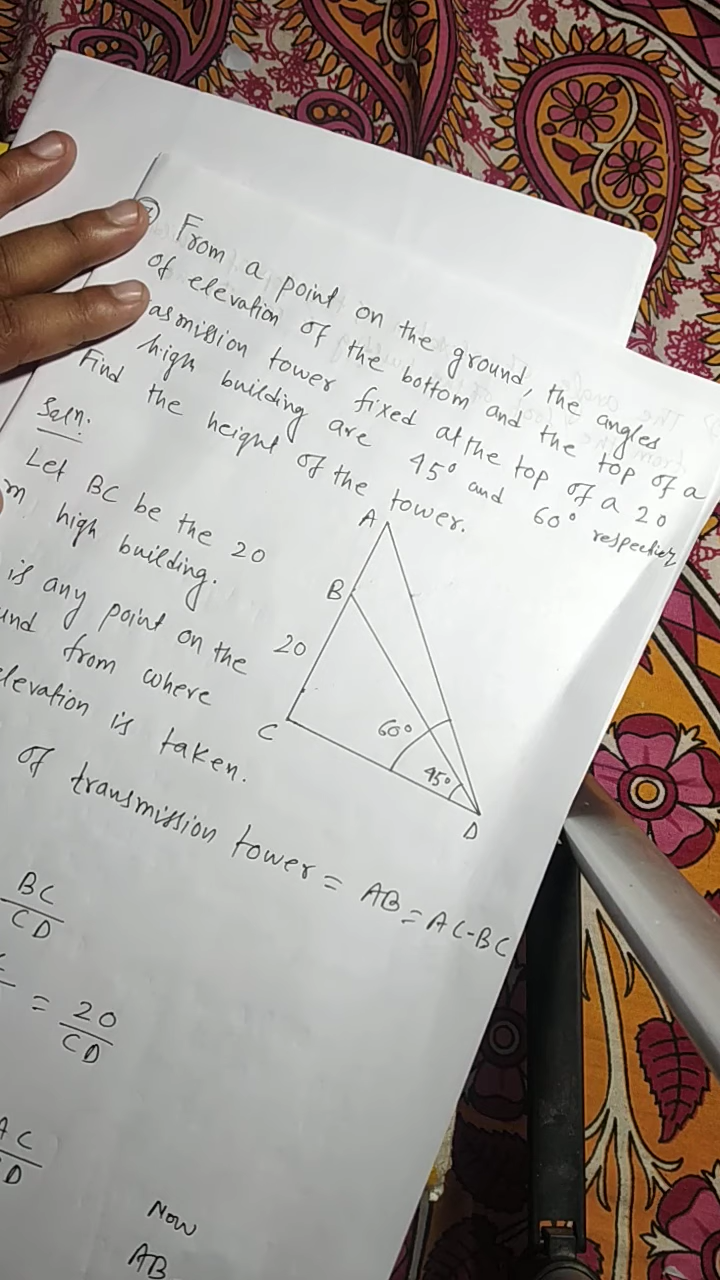 From a point on the ground, the angles
of elevation of the bottom and the top of a
asmission tower fixed at the top of a 20
high building are 45° and 60° respectively
Find the height of the tower.
Soln.
Let BC be the 20
m high building.
is any point on the
und from where
elevation is taken.
A
B
20
C
60°
45°
D
of transmission tower = AB = AC-BC
BC
CD
= 20
CD
AC
D
Now
AB